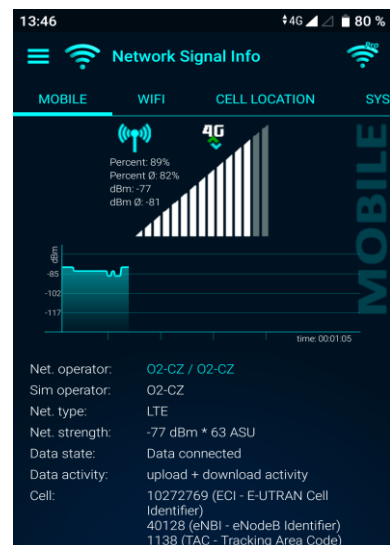 13:46
4G
80 %
Network Signal Info
Pro
MOBILE
WIFI
CELL LOCATION
SYS
4G
Percent: 89%
Percent Ø: 82%
dBm: -77
dBm Ø: -81
MOBILE
dBm
-85
-102
-117
time: 00:01:05
Net. operator: O2-CZ / O2-CZ
Sim operator: O2-CZ
Net. type: LTE
Net. strength: -77 dBm * 63 ASU
Data state: Data connected
Data activity: upload + download activity
Cell: 10272769 (ECI - E-UTRAN Cell
Identifier)
40128 (eNBI - eNodeB Identifier)
1138 (TAC - Tracking Area Code)